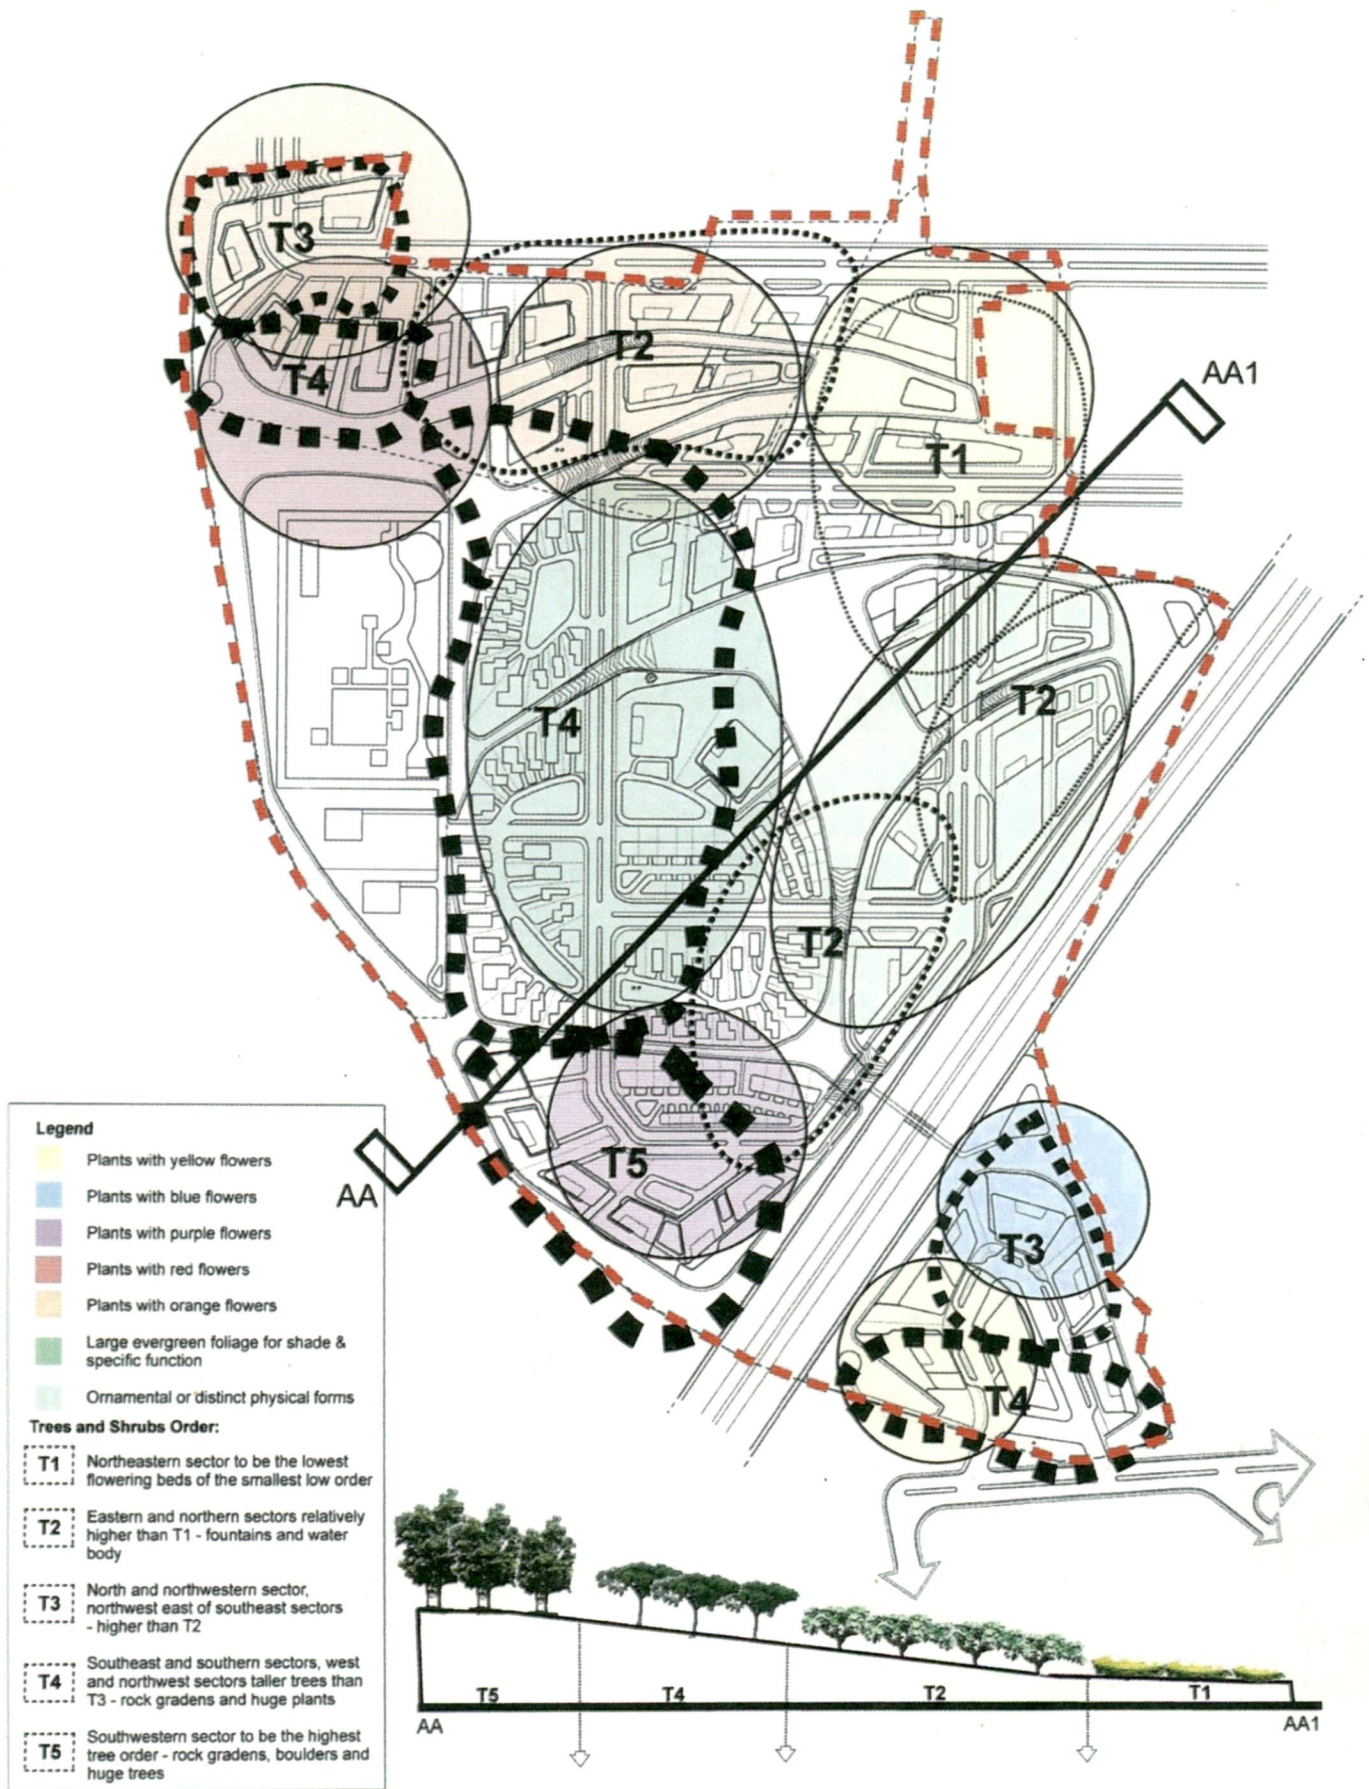 T3
T2
T4
AA1
T1
T4
T2
T2
T5
AA
T3
T4
Legend
Plants with yellow flowers
Plants with blue flowers
Plants with purple flowers
Plants with red flowers
Plants with orange flowers
Large evergreen foliage for shade &
specific function
Ornamental or distinct physical forms
Trees and Shrubs Order:
T1
Northeastern sector to be the lowest
flowering beds of the smallest low order
T2
Eastern and northern sectors relatively
higher than T1 - fountains and water
body
T3
North and northwestern sector,
northwest east of southeast sectors
- higher than T2
T4
Southeast and southern sectors, west
and northwest sectors taller trees than
T3 - rock gradens and huge plants
T5
Southwestern sector to be the highest
tree order - rock gradens, boulders and
huge trees
T5 T4 T2 T1
AA AA1